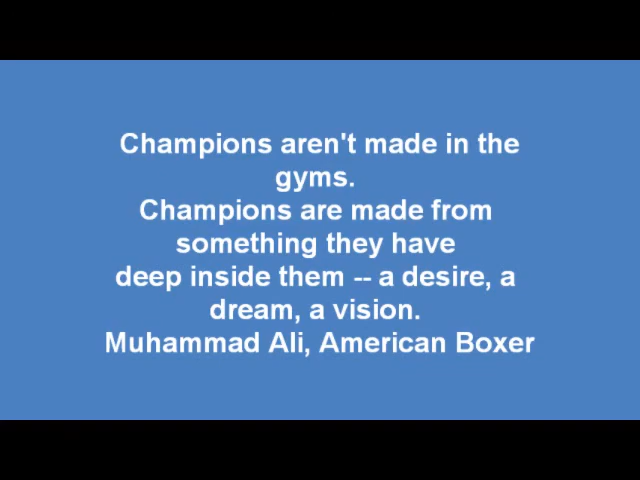 Champions aren't made in the
gyms.
Champions are made from
something they have
deep inside them -- a desire, a
dream, a vision.
Muhammad Ali, American Boxer